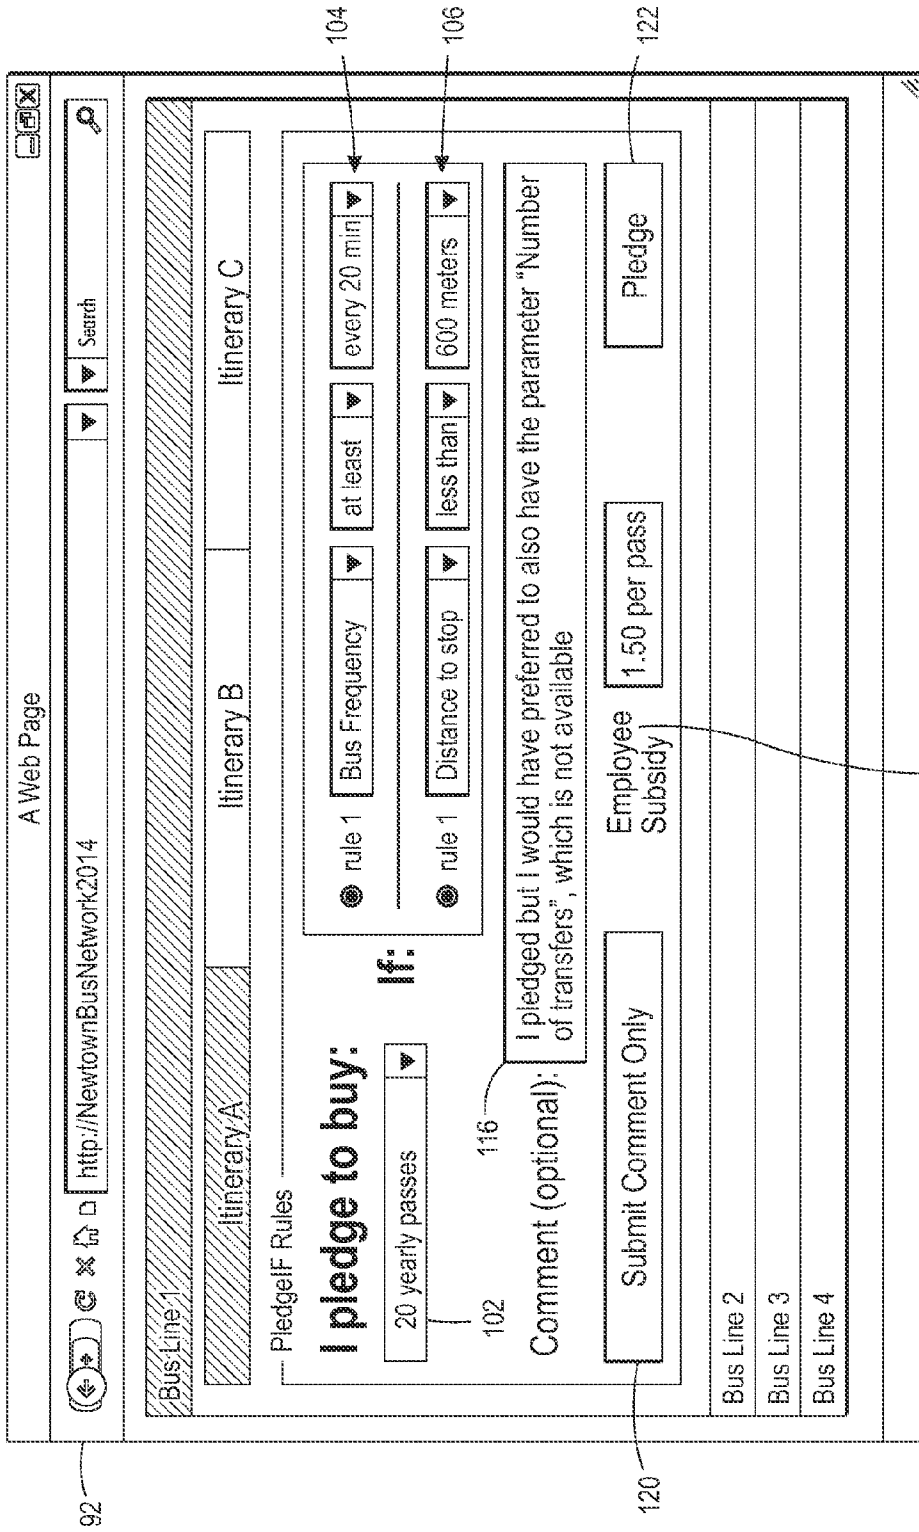 A Web Page
92
http://NewtownBusNetwork2014
Search
Bus Line 1
Itinerary A
Itinerary B
Itinerary C
PledgeIF Rules
I pledge to buy:
20 yearly passes
102
If:
rule 1
Bus Frequency
at least
every 20 min
104
rule 1
Distance to stop
less than
600 meters
106
116
Comment (optional):
I pledged but I would have preferred to also have the parameter “Number
of transfers”, which is not available
Submit Comment Only
120
Employee
Subsidy
1.50 per pass
Pledge
122
Bus Line 2
Bus Line 3
Bus Line 4